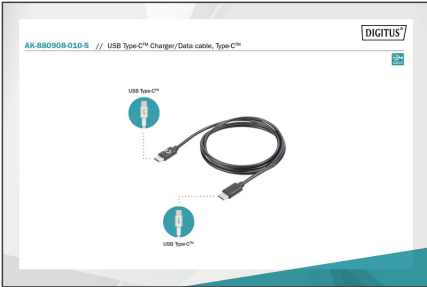 DIGITUS®
AK-880908-010-S // USB Type-C™ Charger/Data cable, Type-C™
USB Type-C™
USB Type-C™